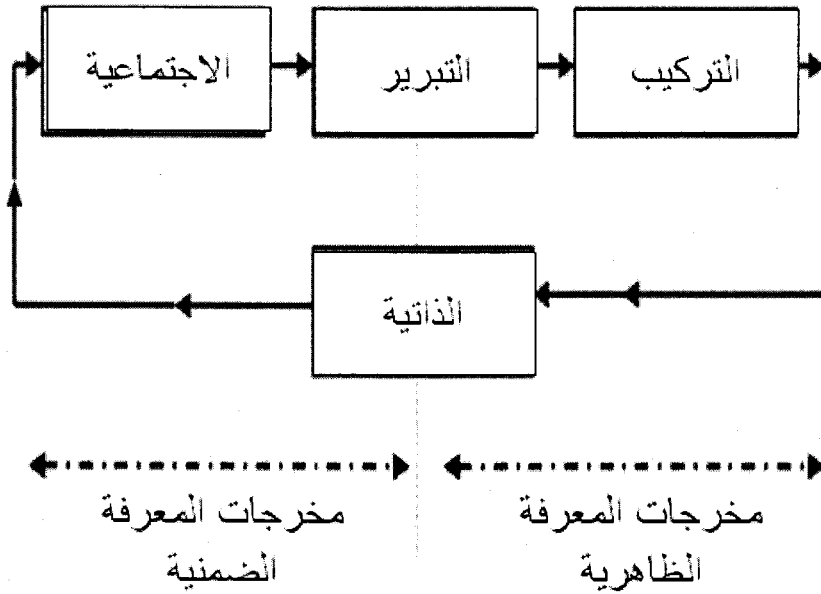 الاجتماعية
التبرير
التركيب
الذاتية
مخرجات المعرفة
الظاهرية
مخرجات المعرفة
الضمنية